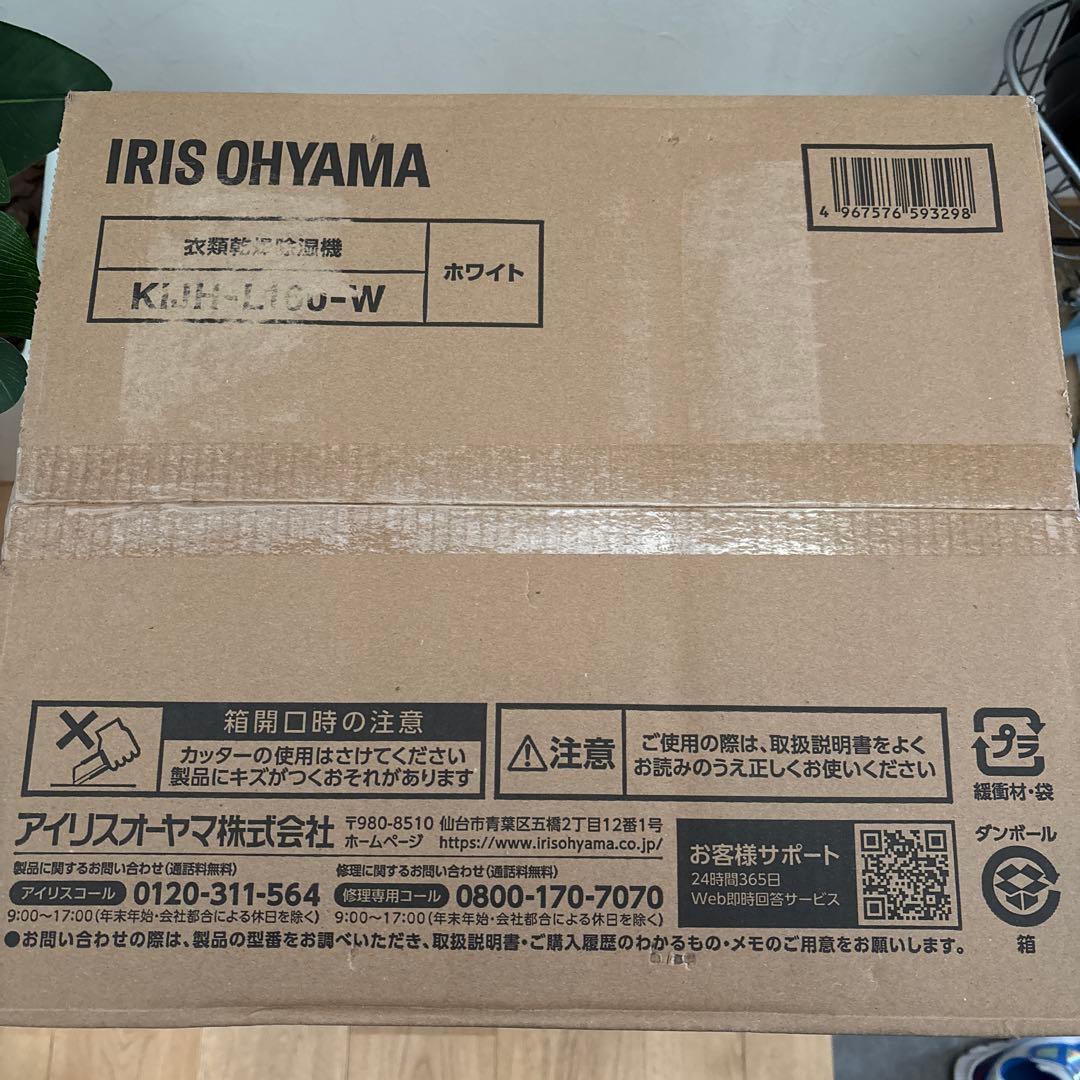 IRIS OHYAMA
4 967576 593298
衣類乾燥除湿機
ホワイト
KIJH-L160-W
箱開口時の注意
カッターの使用はさけてください
製品にキズがつくおそれがあります
注意
ご使用の際は、取扱説明書をよく
お読みのうえ正しくお使いください
プラ
緩衝材・袋
アイリスオーヤマ株式会社
〒980-8510 仙台市青葉区五橋2丁目12番1号
ホームページ https://www.irisohyama.co.jp/
製品に関するお問い合わせ(通話料無料)
アイリスコール 0120-311-564
9:00〜17:00(年末年始・会社都合による休日を除く)
修理に関するお問い合わせ(通話料無料)
修理専用コール 0800-170-7070
9:00〜17:00(年末年始・会社都合による休日を除く)
お客様サポート
24時間365日
Web即時回答サービス
ダンボール
箱
●お問い合わせの際は、製品の型番をお調べいただき、取扱説明書・ご購入履歴のわかるもの・メモのご用意をお願いします。